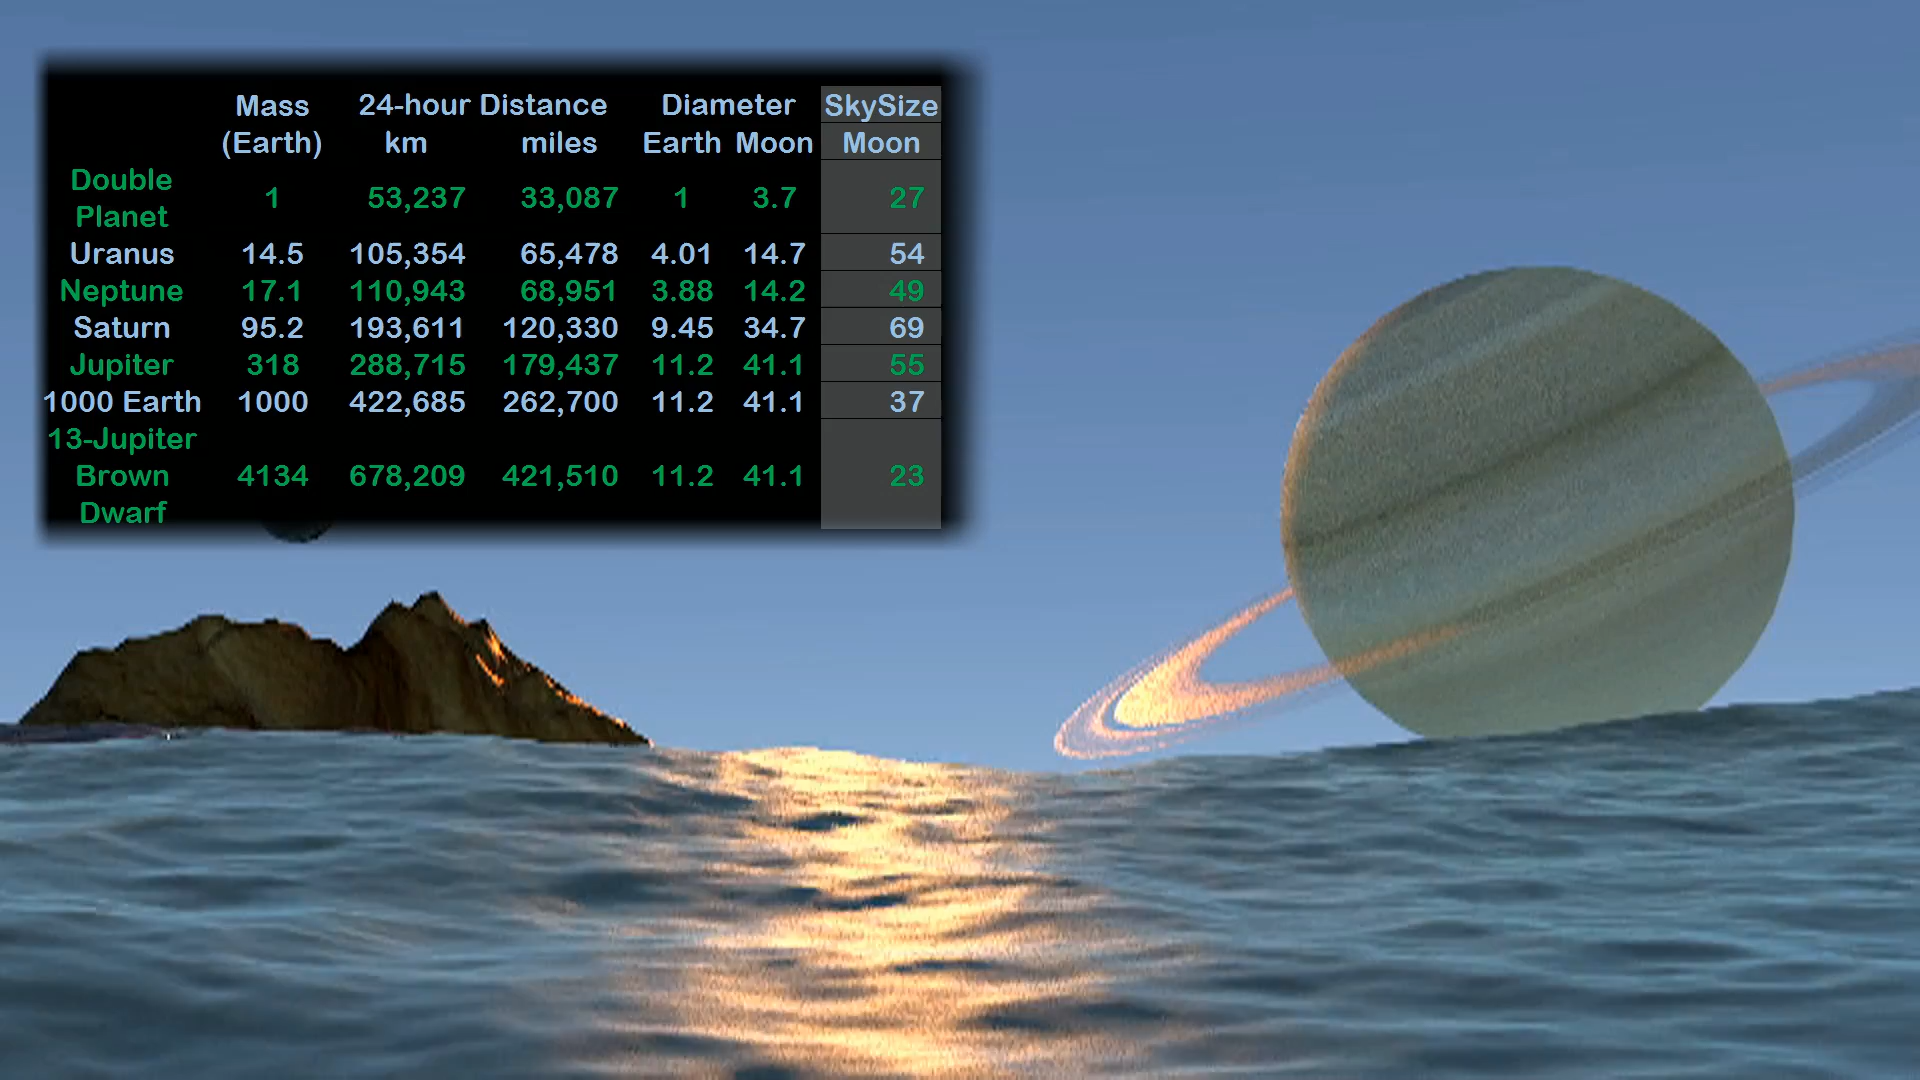 Mass 24-hour Distance Diameter SkySize
(Earth) km miles Earth Moon Moon
Double
Planet 1 53,237 33,087 1 3.7 27
Uranus 14.5 105,354 65,478 4.01 14.7 54
Neptune 17.1 110,943 68,951 3.88 14.2 49
Saturn 95.2 193,611 120,330 9.45 34.7 69
Jupiter 318 288,715 179,437 11.2 41.1 55
1000 Earth 1000 422,685 262,700 11.2 41.1 37
13-Jupiter
Brown 4134 678,209 421,510 11.2 41.1 23
Dwarf